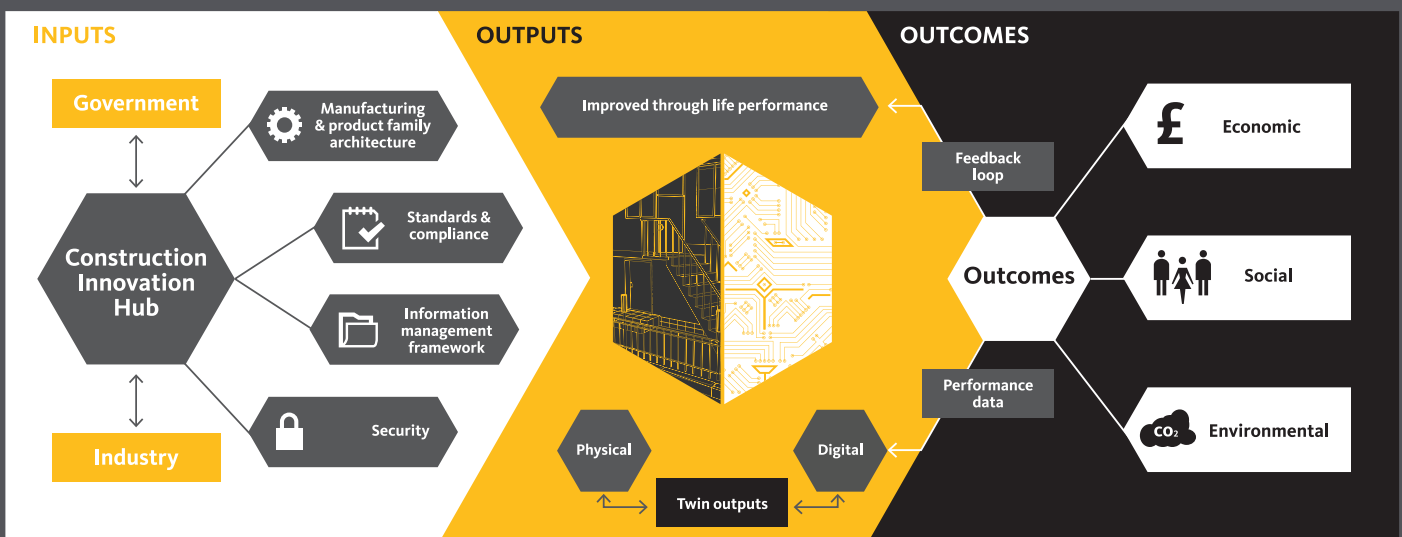 INPUTS
Government
Construction
Innovation
Hub
Industry
Manufacturing
& product family
architecture
Standards &
compliance
Information
management
framework
Security
OUTPUTS
Improved through life performance
Physical
Digital
Twin outputs
OUTCOMES
Feedback
loop
Outcomes
Performance
data
£
Economic
Social
CO₂
Environmental